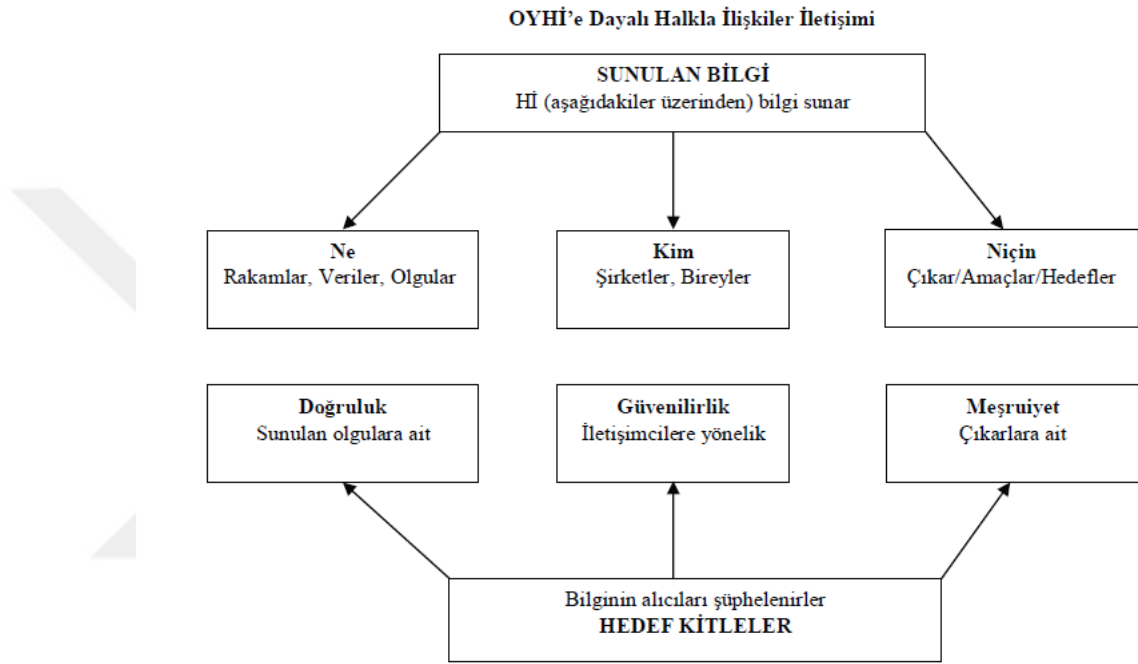 OYHİ’e Dayalı Halkla İlişkiler İletişimi
SUNULAN BİLGİ
Hİ (aşağıdakiler üzerinden) bilgi sunar
Ne
Rakamlar, Veriler, Olgular
Kim
Şirketler, Bireyler
Niçin
Çıkar/Amaçlar/Hedefler
Doğruluk
Sunulan olgulara ait
Güvenilirlik
İletişimcilere yönelik
Meşruiyet
Çıkarlara ait
Bilginin alıcıları şüphelenirler
HEDEF KİTLELER